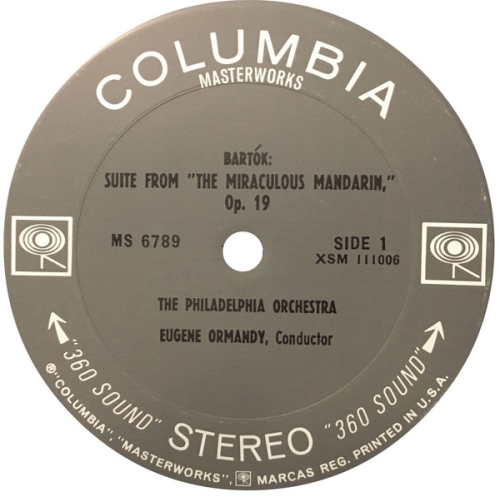 COLUMBIA
MASTERWORKS
BARTÓK:
SUITE FROM "THE MIRACULOUS MANDARIN,"
Op. 19
MS 6789
SIDE 1
XSM 111006
THE PHILADELPHIA ORCHESTRA
EUGENE ORMANDY, Conductor
"360 SOUND" STEREO "360 SOUND"
®"COLUMBIA", "MASTERWORKS", MARCAS REG. PRINTED IN U.S.A.